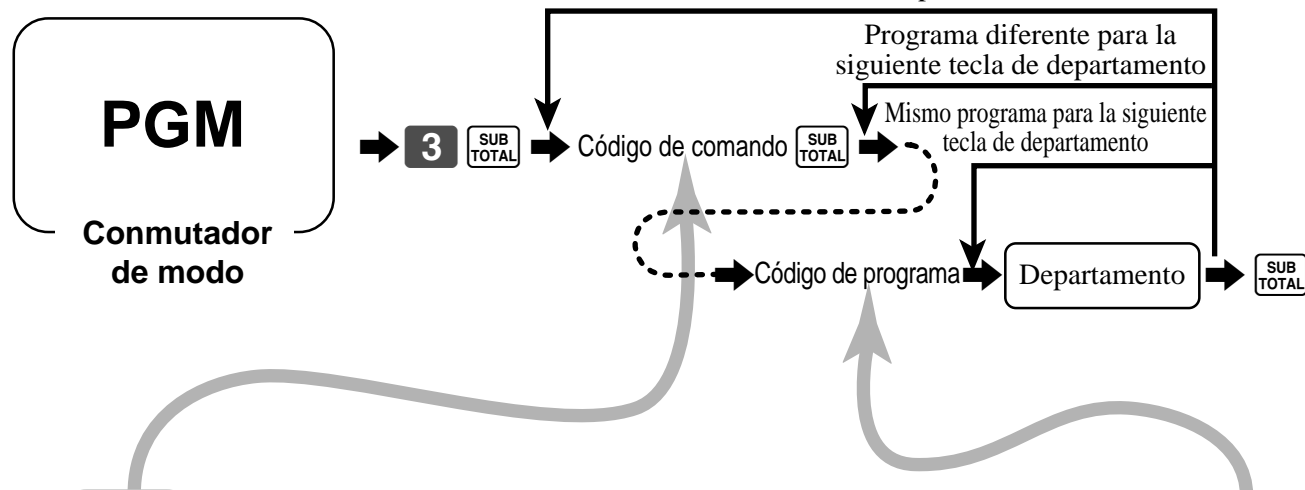 Programa diferente para la
siguiente tecla de departamento
Mismo programa para la siguiente
tecla de departamento
PGM
3
SUB
TOTAL
Código de comando
SUB
TOTAL
Conmutador
de modo
Código de programa
Departamento
SUB
TOTAL